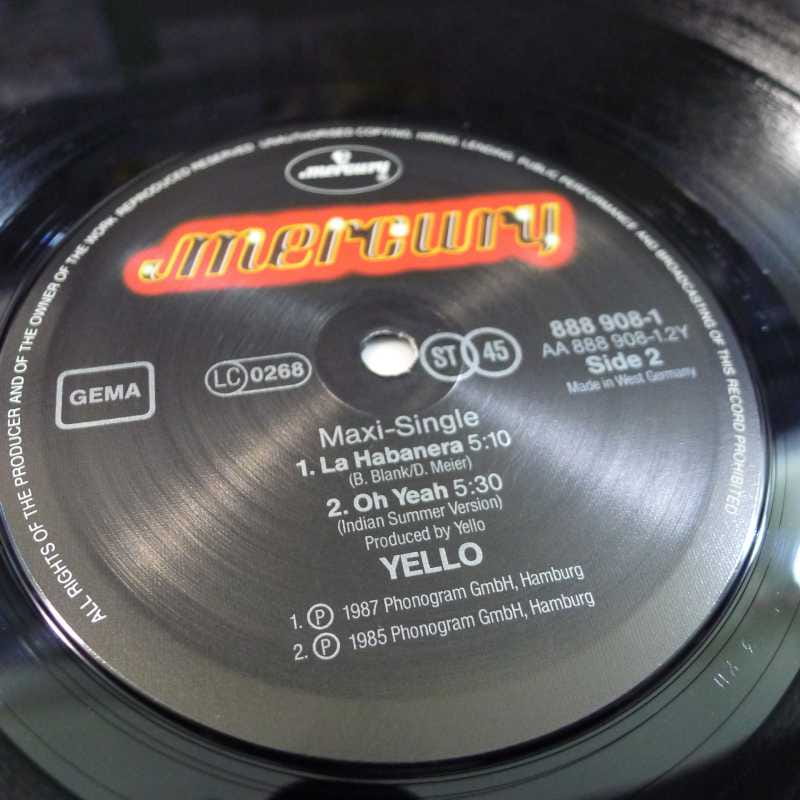 ALL RIGHTS OF THE PRODUCER AND OF THE OWNER OF THE WORK REPRODUCED RESERVED. UNAUTHORISED COPYING, HIRING, LENDING, PUBLIC PERFORMANCE AND BROADCASTING OF THIS RECORD PROHIBITED
mercury
mercury
888 908-1
AA 888 908-1.2Y
Side 2
Made in West Germany
GEMA
LC 0268
ST 45
Maxi-Single
1. La Habanera 5:10
(B. Blank/D. Meier)
2. Oh Yeah 5:30
(Indian Summer Version)
Produced by Yello
YELLO
1. Ⓟ 1987 Phonogram GmbH, Hamburg
2. Ⓟ 1985 Phonogram GmbH, Hamburg